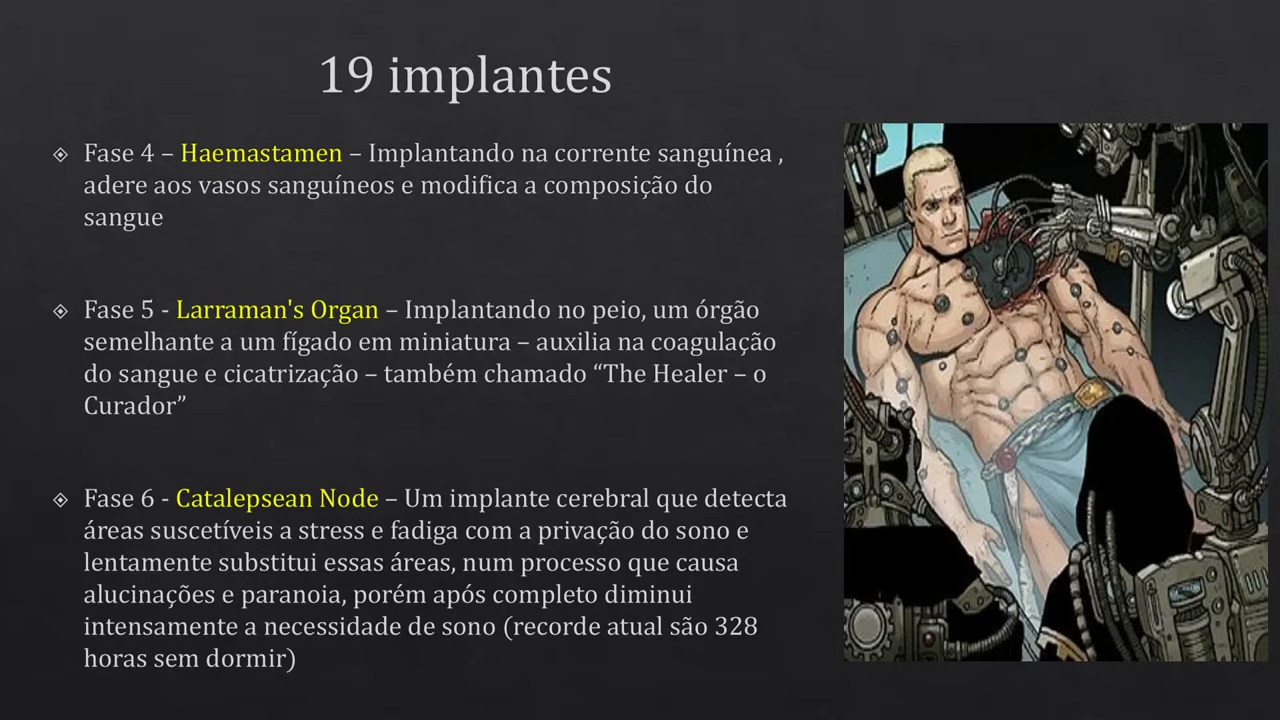 19 implantes
Fase 4 – Haemastamen – Implantando na corrente sanguínea ,
adere aos vasos sanguíneos e modifica a composição do
sangue
Fase 5 - Larraman's Organ – Implantando no peio, um órgão
semelhante a um fígado em miniatura – auxilia na coagulação
do sangue e cicatrização – também chamado “The Healer – o
Curador”
Fase 6 - Catalepsean Node – Um implante cerebral que detecta
áreas suscetíveis a stress e fadiga com a privação do sono e
lentamente substitui essas áreas, num processo que causa
alucinações e paranoia, porém após completo diminui
intensamente a necessidade de sono (recorde atual são 328
horas sem dormir)